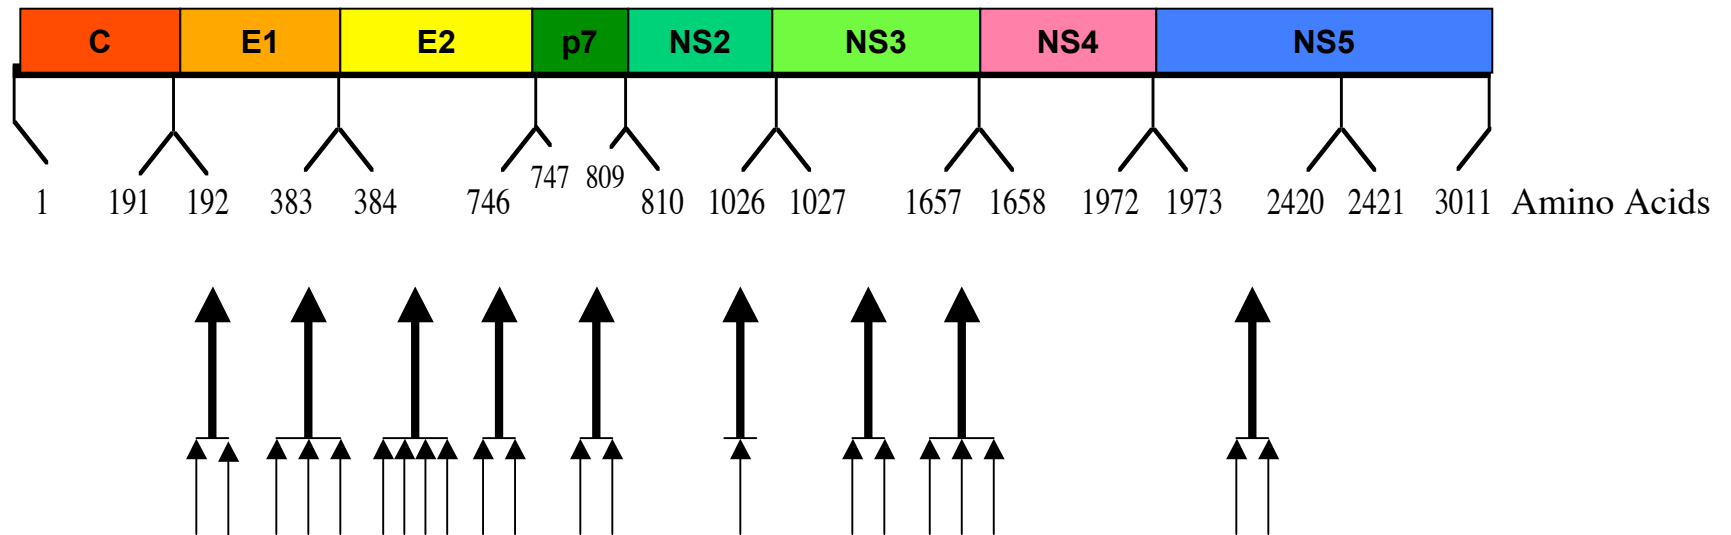 C E1 E2 p7 NS2 NS3 NS4 NS5
747 809
1 191 192 383 384 746 810 1026 1027 1657 1658 1972 1973 2420 2421 3011 Amino Acids